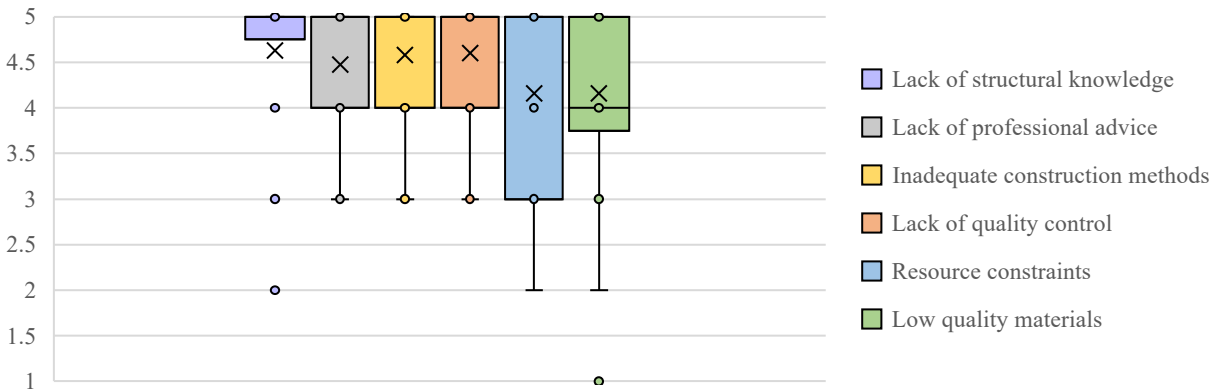 5
4.5
4
3.5
3
2.5
2
1.5
1
Lack of structural knowledge
Lack of professional advice
Inadequate construction methods
Lack of quality control
Resource constraints
Low quality materials